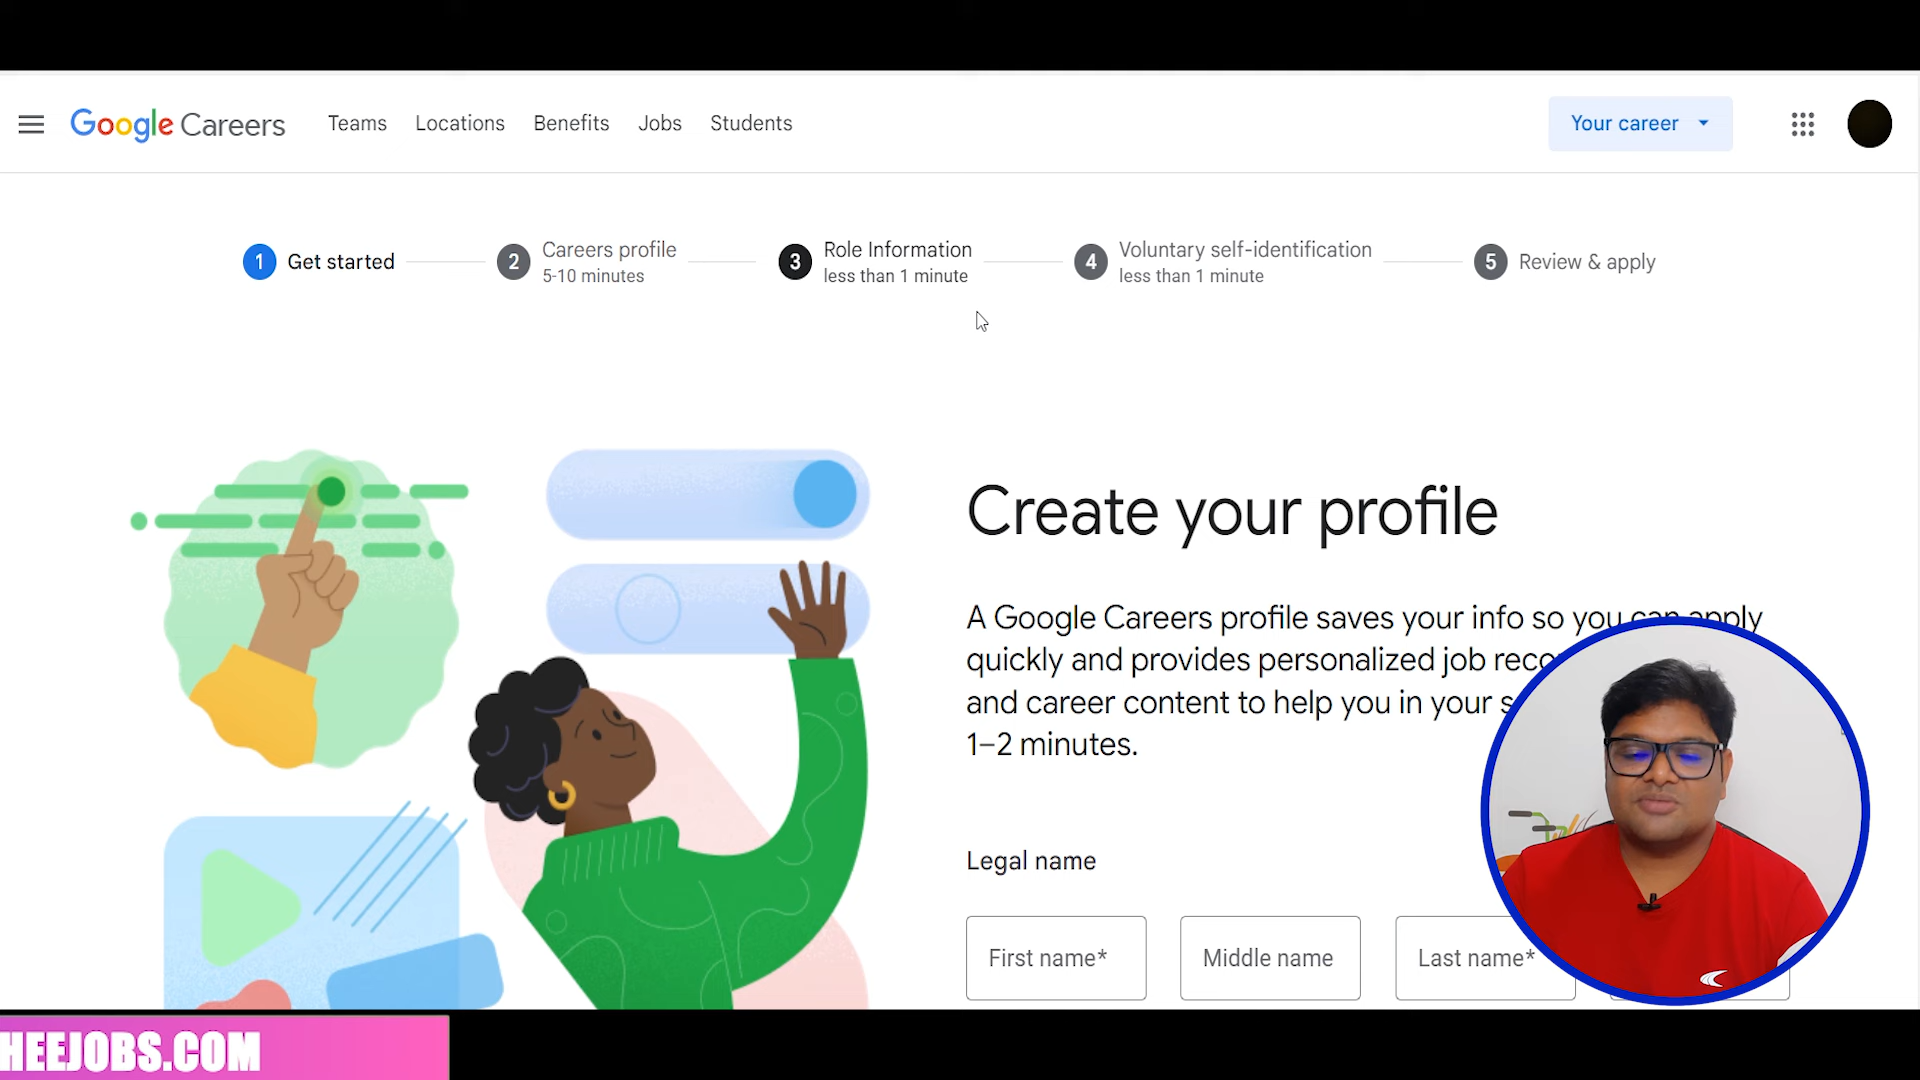 Google Careers
Teams
Locations
Benefits
Jobs
Students
Your career
1 Get started
2 Careers profile
5-10 minutes
3 Role Information
less than 1 minute
4 Voluntary self-identification
less than 1 minute
5 Review & apply
Create your profile
A Google Careers profile saves your info so you can apply
quickly and provides personalized job
and career content to help you in your
1–2 minutes.
Legal name
First name*
Middle name
Last name*
HEEJOBS.COM